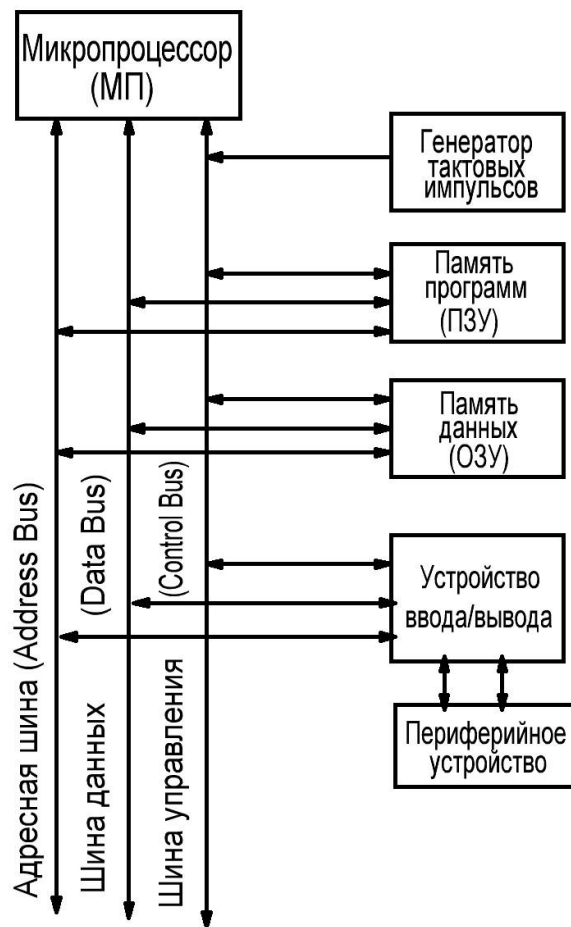 Микропроцессор
(МП)
Генератор
тактовых
импульсов
Память
программ
(ПЗУ)
Память
данных
(ОЗУ)
Устройство
ввода/вывода
Периферийное
устройство
Адресная шина (Address Bus)
Шина данных (Data Bus)
Шина управления (Control Bus)